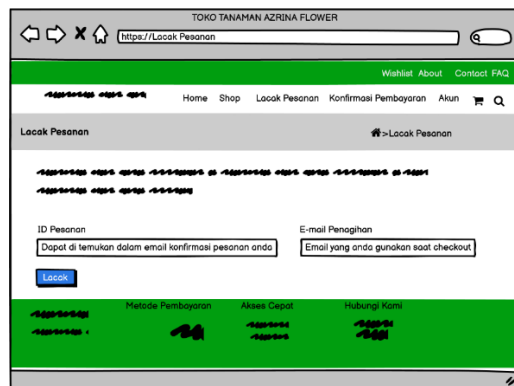 TOKO TANAMAN AZRINA FLOWER
https://Lacak Pesanan
Wishlist About Contact FAQ
Home Shop Lacak Pesanan Konfirmasi Pembayaran Akun
Lacak Pesanan >Lacak Pesanan
ID Pesanan E-mail Penagihan
Dapat di temukan dalam email konfirmasi pesanan anda Email yang anda gunakan saat checkout
Lacak
Metode Pembayaran Akses Cepat Hubungi Kami